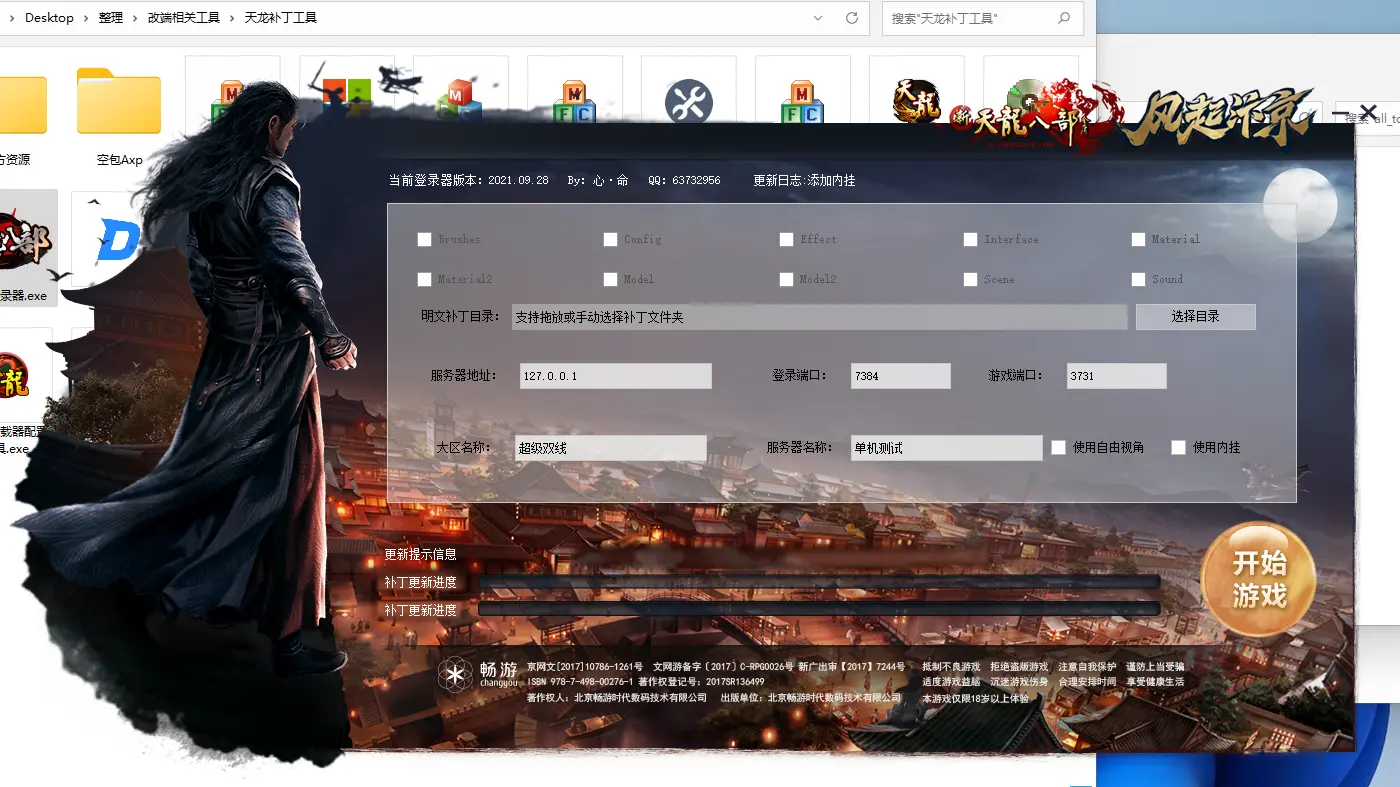 Desktop › 整理 › 改端相关工具 › 天龙补丁工具
搜索"天龙补丁工具"
方资源
空包Axp
录器.exe
载器配置
具.exe
搜索"all_to
新天龍八部
风起汴京
当前登录器版本：2021.09.28 By：心·命 QQ：63732956 更新日志:添加内挂
Brushes Config Effect Interface Material
Material2 Model Model2 Scene Sound
明文补丁目录： 支持拖放或手动选择补丁文件夹 选择目录
服务器地址： 127.0.0.1 登录端口： 7384 游戏端口： 3731
大区名称： 超级双线 服务器名称： 单机测试 使用自由视角 使用内挂
更新提示信息
补丁更新进度
补丁更新进度
开始
游戏
畅游
changyou
京网文[2017]10786-1261号 文网游备字〔2017〕C-RPG0026号 新广出审【2017】7244号
ISBN 978-7-498-00276-1 著作权登记号：2017SR136499
著作权人：北京畅游时代数码技术有限公司 出版单位：北京畅游时代数码技术有限公司
抵制不良游戏 拒绝盗版游戏 注意自我保护 谨防上当受骗
适度游戏益脑 沉迷游戏伤身 合理安排时间 享受健康生活
本游戏仅限18岁以上体验